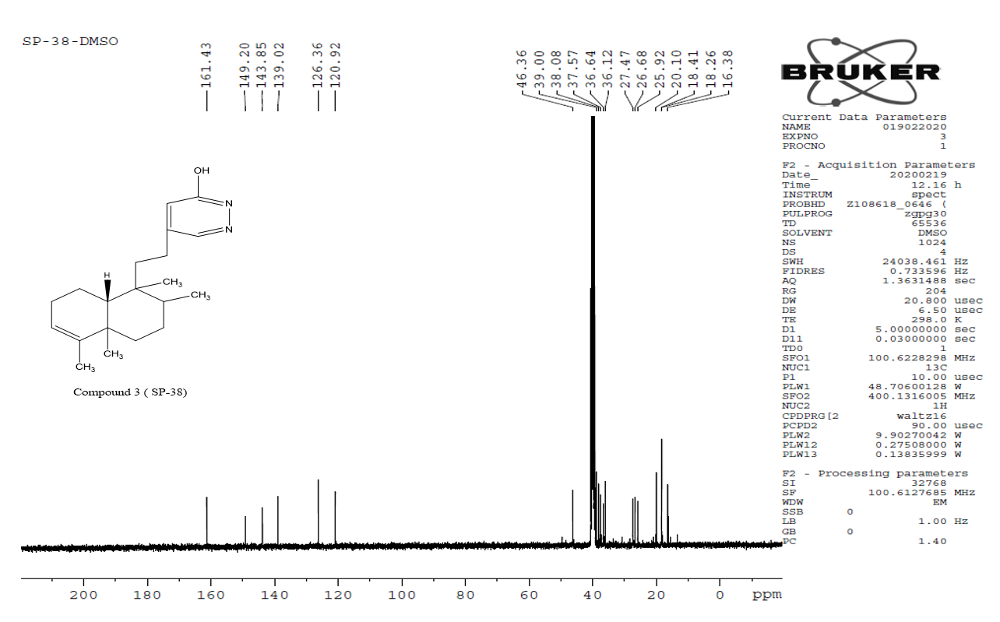 SP-38-DMSO
161.43
149.20
143.85
139.02
126.36
120.92
46.36
39.00
38.08
37.57
36.64
36.12
27.47
26.68
25.92
20.10
18.41
18.26
16.38
OH
N
N
H
CH3
CH3
CH3
CH3
Compound 3 ( SP-38)
BRUKER
Current Data Parameters
NAME 019022020
EXPNO 3
PROCNO 1
F2 - Acquisition Parameters
Date_ 20200219
Time 12.16 h
INSTRUM spect
PROBHD Z108618_0646 (
PULPROG zgpg30
TD 65536
SOLVENT DMSO
NS 1024
DS 4
SWH 24038.461 Hz
FIDRES 0.733596 Hz
AQ 1.3631488 sec
RG 204
DW 20.800 usec
DE 6.50 usec
TE 298.0 K
D1 5.00000000 sec
D11 0.03000000 sec
TD0 1
SFO1 100.6228298 MHz
NUC1 13C
P1 10.00 usec
PLW1 48.70600128 W
SFO2 400.1316005 MHz
NUC2 1H
CPDPRG[2 waltz16
PCPD2 90.00 usec
PLW2 9.90270042 W
PLW12 0.27508000 W
PLW13 0.13835999 W
F2 - Processing parameters
SI 32768
SF 100.6127685 MHz
WDW EM
SSB 0
LB 1.00 Hz
GB 0
PC 1.40
200 180 160 140 120 100 80 60 40 20 0 ppm